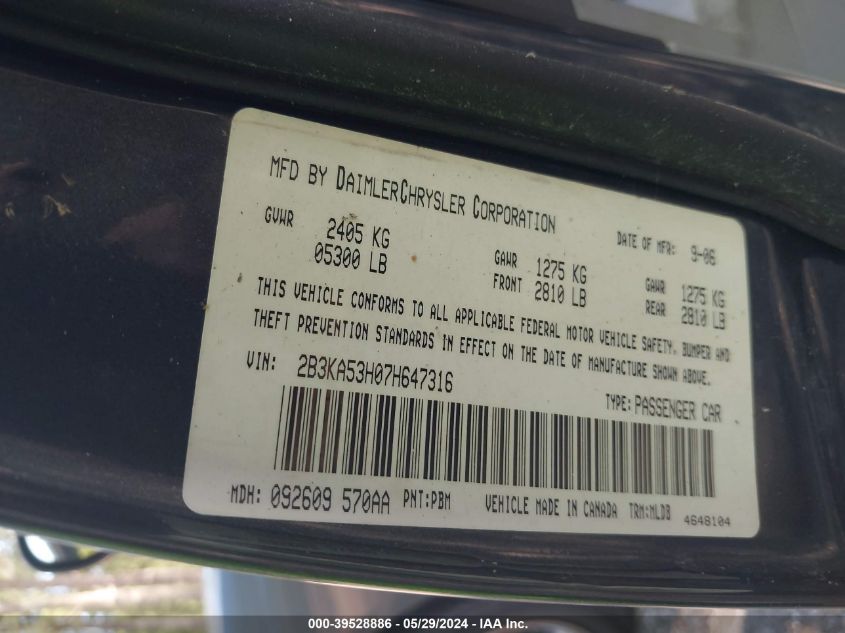 MFD BY DAIMLERCHRYSLER CORPORATION
DATE OF MFR: 9-06
GVWR 2405 KG
05300 LB
GAWR FRONT 1275 KG
2810 LB
GAWR REAR 1275 KG
2810 LB
THIS VEHICLE CONFORMS TO ALL APPLICABLE FEDERAL MOTOR VEHICLE SAFETY, BUMPER AND
THEFT PREVENTION STANDARDS IN EFFECT ON THE DATE OF MANUFACTURE SHOWN ABOVE.
VIN: 2B3KA53H07H647316
TYPE: PASSENGER CAR
MDH: 092609 570AA PNT:PBM VEHICLE MADE IN CANADA TRM:MLDB
4648104
000-39528886 - 05/29/2024 - IAA Inc.